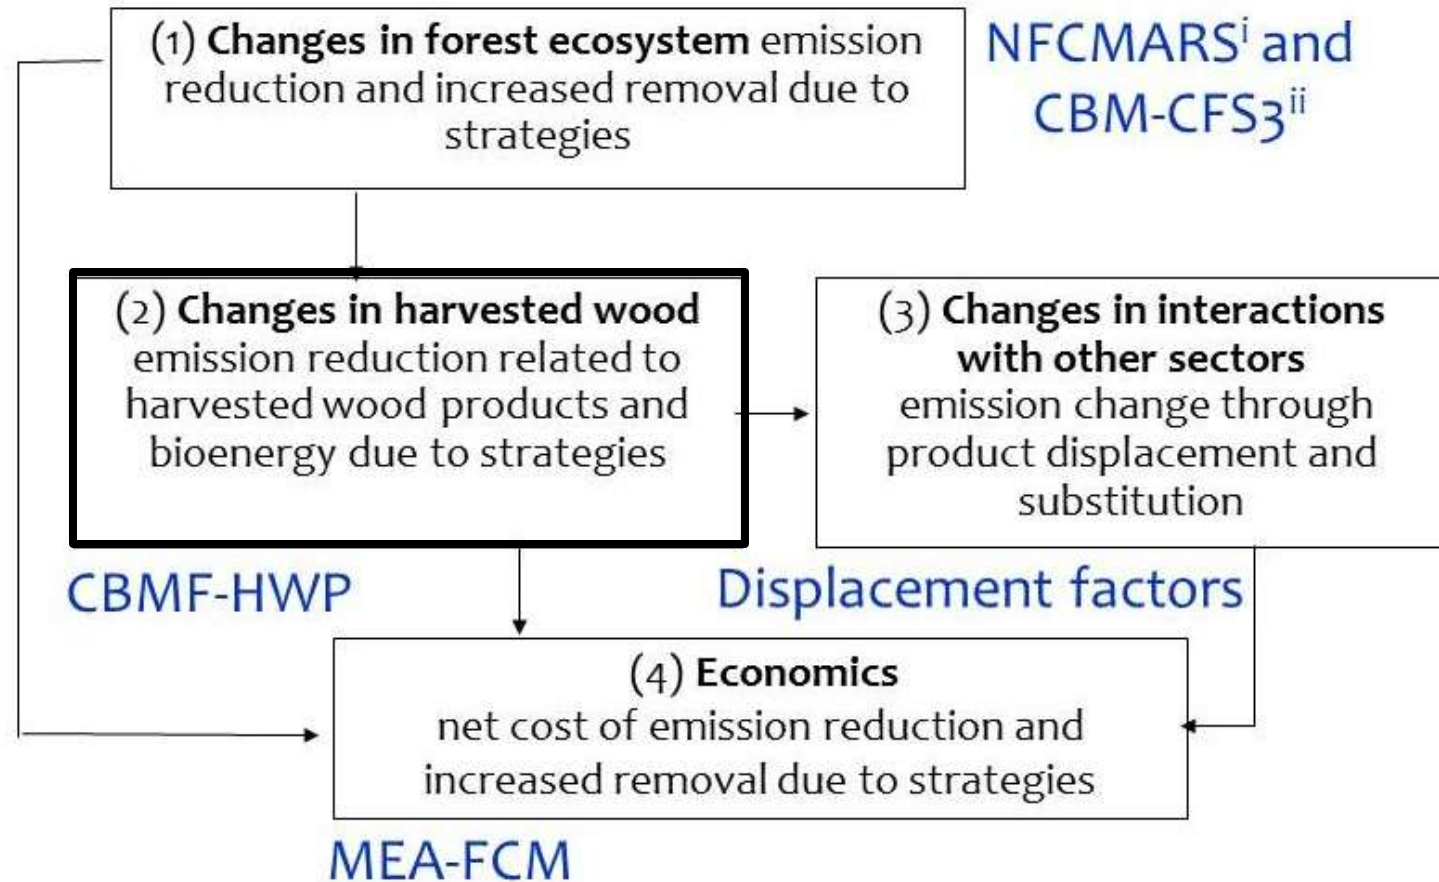 (1) Changes in forest ecosystem emission
reduction and increased removal due to
strategies
NFCMARSⁱ and
CBM-CFS3ⁱⁱ
(2) Changes in harvested wood
emission reduction related to
harvested wood products and
bioenergy due to strategies
(3) Changes in interactions
with other sectors
emission change through
product displacement and
substitution
CBMF-HWP
Displacement factors
(4) Economics
net cost of emission reduction and
increased removal due to strategies
MEA-FCM